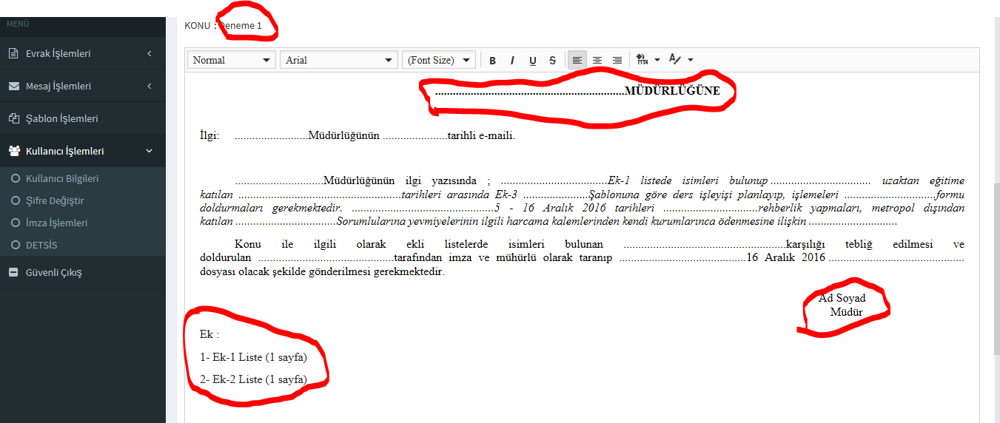 MENÜ
Evrak İşlemleri
Mesaj İşlemleri
Şablon İşlemleri
Kullanıcı İşlemleri
Kullanıcı Bilgileri
Şifre Değiştir
İmza İşlemleri
DETSİS
Güvenli Çıkış
KONU : Deneme 1
Normal Arial (Font Size) B I U S ABC A
................................................................MÜDÜRLÜĞÜNE
İlgi: .........................Müdürlüğünün ......................tarihli e-maili.
..............................Müdürlüğünün ilgi yazısında ; ....................................Ek-1 listede isimleri bulunup .................................. uzaktan eğitime
katılan .......................................................tarihleri arasında Ek-3 ......................Şablonuna göre ders işleyişi planlayıp, işlemeleri ...............................formu
doldurmaları gerekmektedir. ................................................5 - 16 Aralık 2016 tarihleri ................................rehberlik yapmaları, metropol dışından
katılan ..................................Sorumlularına yevmiyelerinin ilgili harcama kalemlerinden kendi kurumlarınca ödenmesine ilişkin ..............................
Konu ile ilgili olarak ekli listelerde isimleri bulunan .......................................................karşılığı tebliğ edilmesi ve
doldurulan ..............................................tarafından imza ve mühürlü olarak taranıp ...........................................16 Aralık 2016 ..............................................
dosyası olacak şekilde gönderilmesi gerekmektedir.
Ad Soyad
Müdür
Ek :
1- Ek-1 Liste (1 sayfa)
2- Ek-2 Liste (1 sayfa)